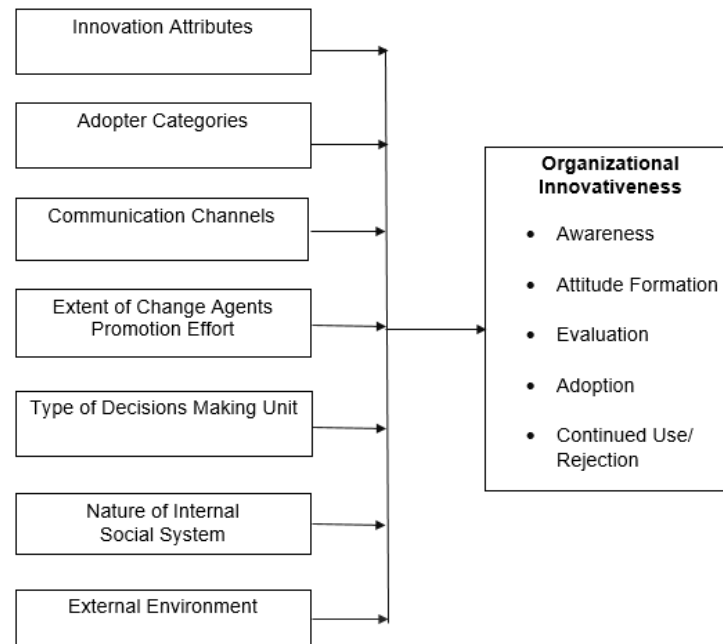 Innovation Attributes
Adopter Categories
Communication Channels
Extent of Change Agents
Promotion Effort
Type of Decisions Making Unit
Nature of Internal
Social System
External Environment
Organizational
Innovativeness
• Awareness
• Attitude Formation
• Evaluation
• Adoption
• Continued Use/
Rejection